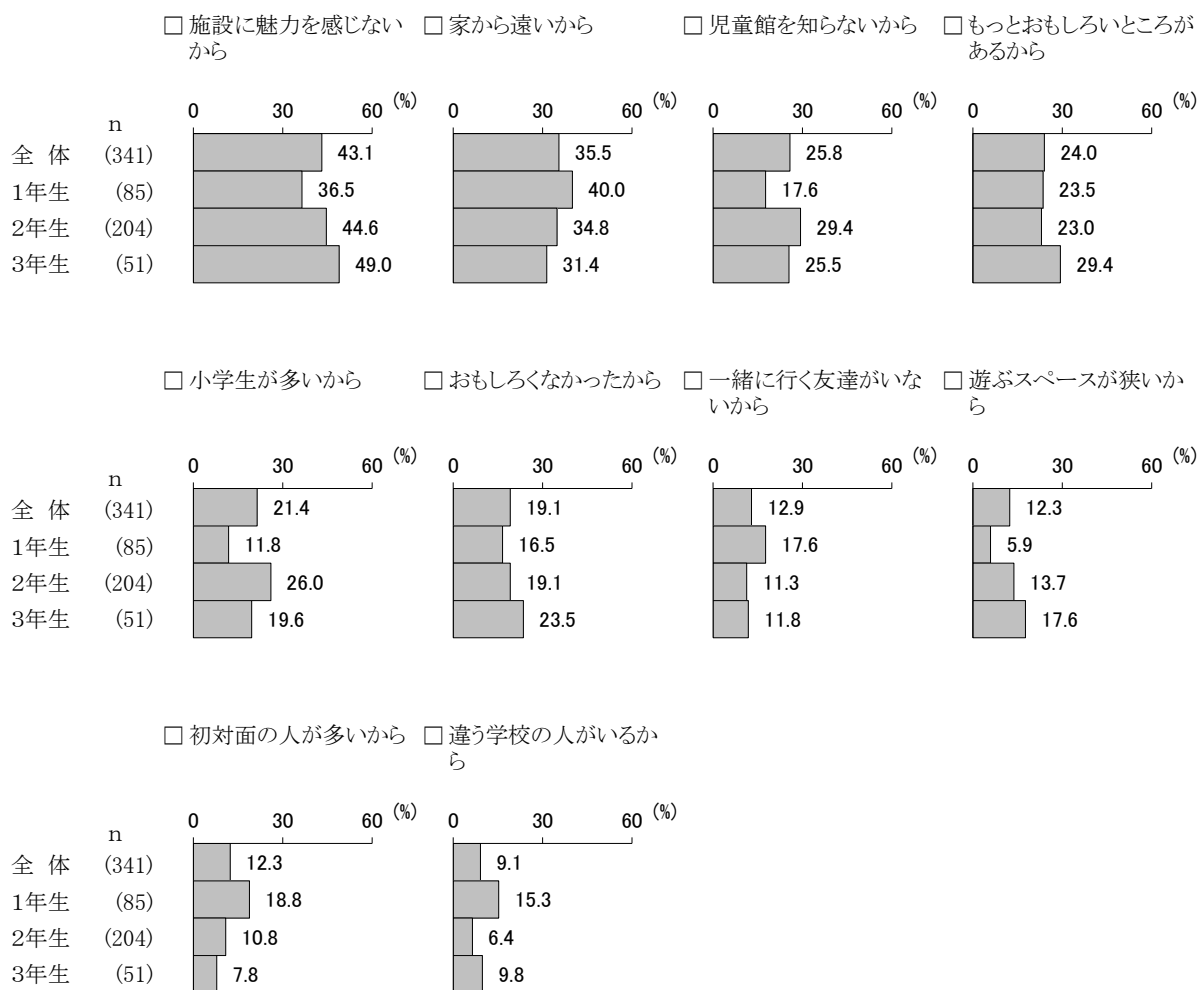 □ 施設に魅力を感じない □ 家から遠いから □ 児童館を知らないから □ もっとおもしろいところが
から あるから
0 30 60 (%) 0 30 60 (%) 0 30 60 (%) 0 30 60 (%)
n
全 体 (341) 43.1 35.5 25.8 24.0
1年生 (85) 36.5 40.0 17.6 23.5
2年生 (204) 44.6 34.8 29.4 23.0
3年生 (51) 49.0 31.4 25.5 29.4
□ 小学生が多いから □ おもしろくなかったから □ 一緒に行く友達がいな □ 遊ぶスペースが狭いか
いから ら
0 30 60 (%) 0 30 60 (%) 0 30 60 (%) 0 30 60 (%)
n
全 体 (341) 21.4 19.1 12.9 12.3
1年生 (85) 11.8 16.5 17.6 5.9
2年生 (204) 26.0 19.1 11.3 13.7
3年生 (51) 19.6 23.5 11.8 17.6
□ 初対面の人が多いから □ 違う学校の人がいるか
ら
0 30 60 (%) 0 30 60 (%)
n
全 体 (341) 12.3 9.1
1年生 (85) 18.8 15.3
2年生 (204) 10.8 6.4
3年生 (51) 7.8 9.8